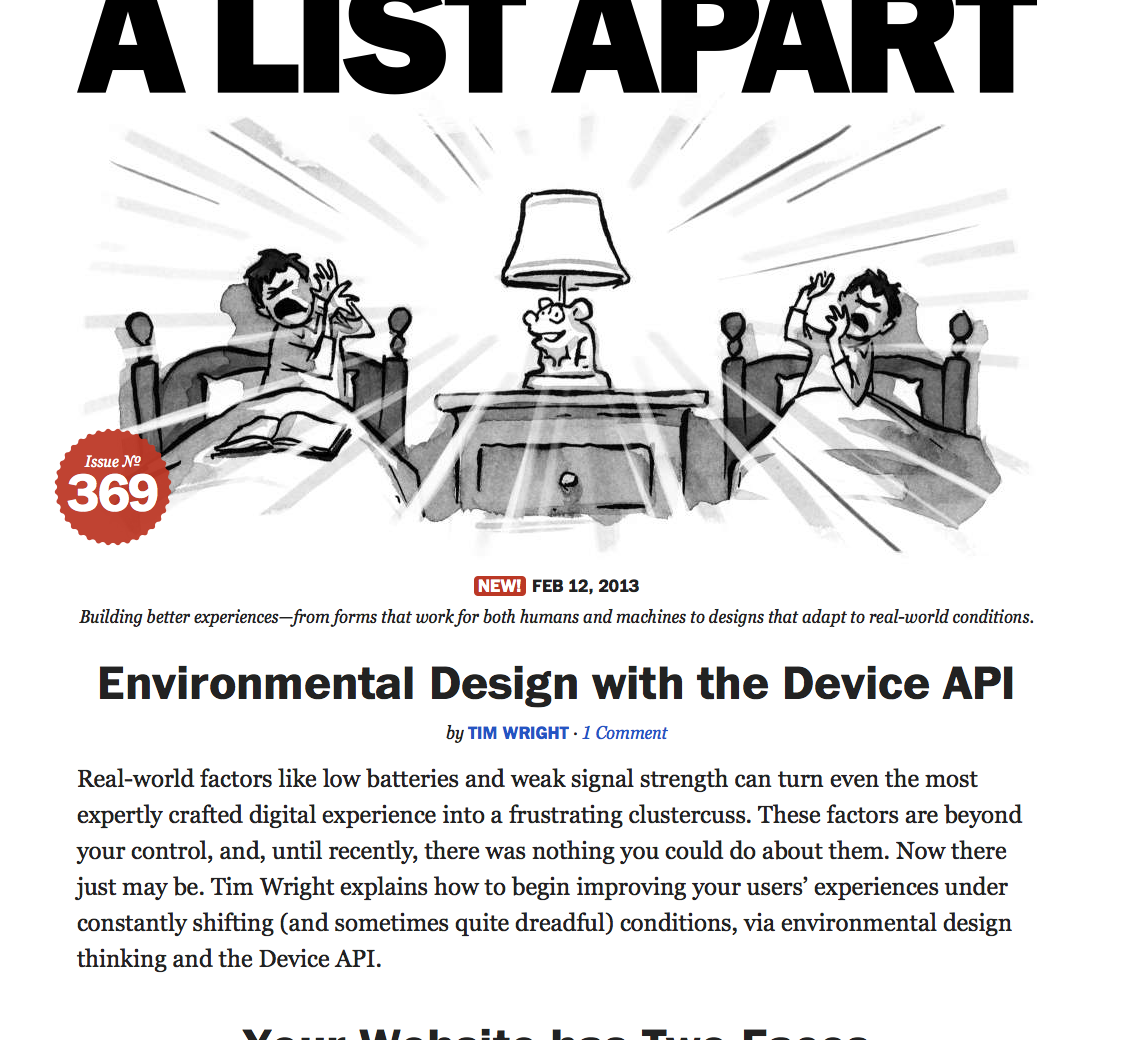 A LIST APART
Issue Nº
369
NEW! FEB 12, 2013
Building better experiences—from forms that work for both humans and machines to designs that adapt to real-world conditions.
Environmental Design with the Device API
by TIM WRIGHT · 1 Comment
Real-world factors like low batteries and weak signal strength can turn even the most
expertly crafted digital experience into a frustrating clustercuss. These factors are beyond
your control, and, until recently, there was nothing you could do about them. Now there
just may be. Tim Wright explains how to begin improving your users’ experiences under
constantly shifting (and sometimes quite dreadful) conditions, via environmental design
thinking and the Device API.
Your Website has Two Faces